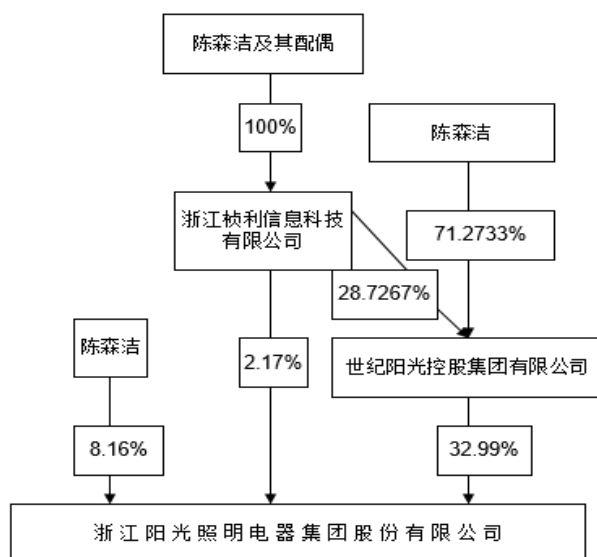 陈森洁及其配偶
100%
陈森洁
浙江桢利信息科技
有限公司
71.2733%
28.7267%
陈森洁
2.17%
世纪阳光控股集团有限公司
8.16%
32.99%
浙江阳光照明电器集团股份有限公司